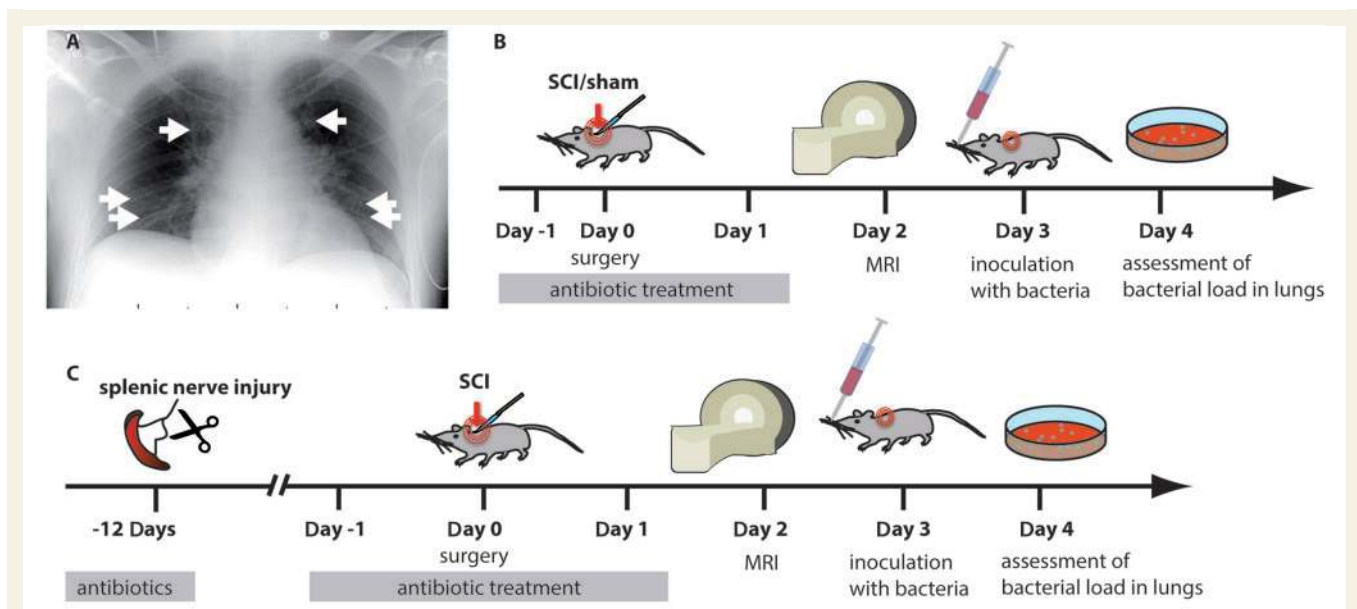 A
B
SCI/sham
Day -1 Day 0 Day 1 Day 2 Day 3 Day 4
surgery MRI inoculation assessment of
antibiotic treatment with bacteria bacterial load in lungs
C
splenic nerve injury SCI
-12 Days Day -1 Day 0 Day 1 Day 2 Day 3 Day 4
surgery MRI inoculation assessment of
antibiotics antibiotic treatment with bacteria bacterial load in lungs